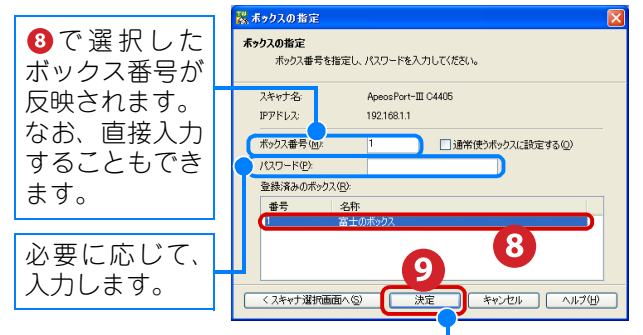 ❽で選択した
ボックス番号が
反映されます。
なお、直接入力
することもでき
ます。
必要に応じて、
入力します。
ボックスの指定
ボックスの指定
ボックス番号を指定し、パスワードを入力してください。
スキャナ名:
ApeosPort-III C4405
IPアドレス:
192.168.1.1
ボックス番号(M):
1
通常使うボックスに設定する(O)
パスワード(P):
登録済みのボックス(R):
番号
名称
1
富士のボックス
8
9
< スキャナ選択画面へ(S)
決定
キャンセル
ヘルプ(H)